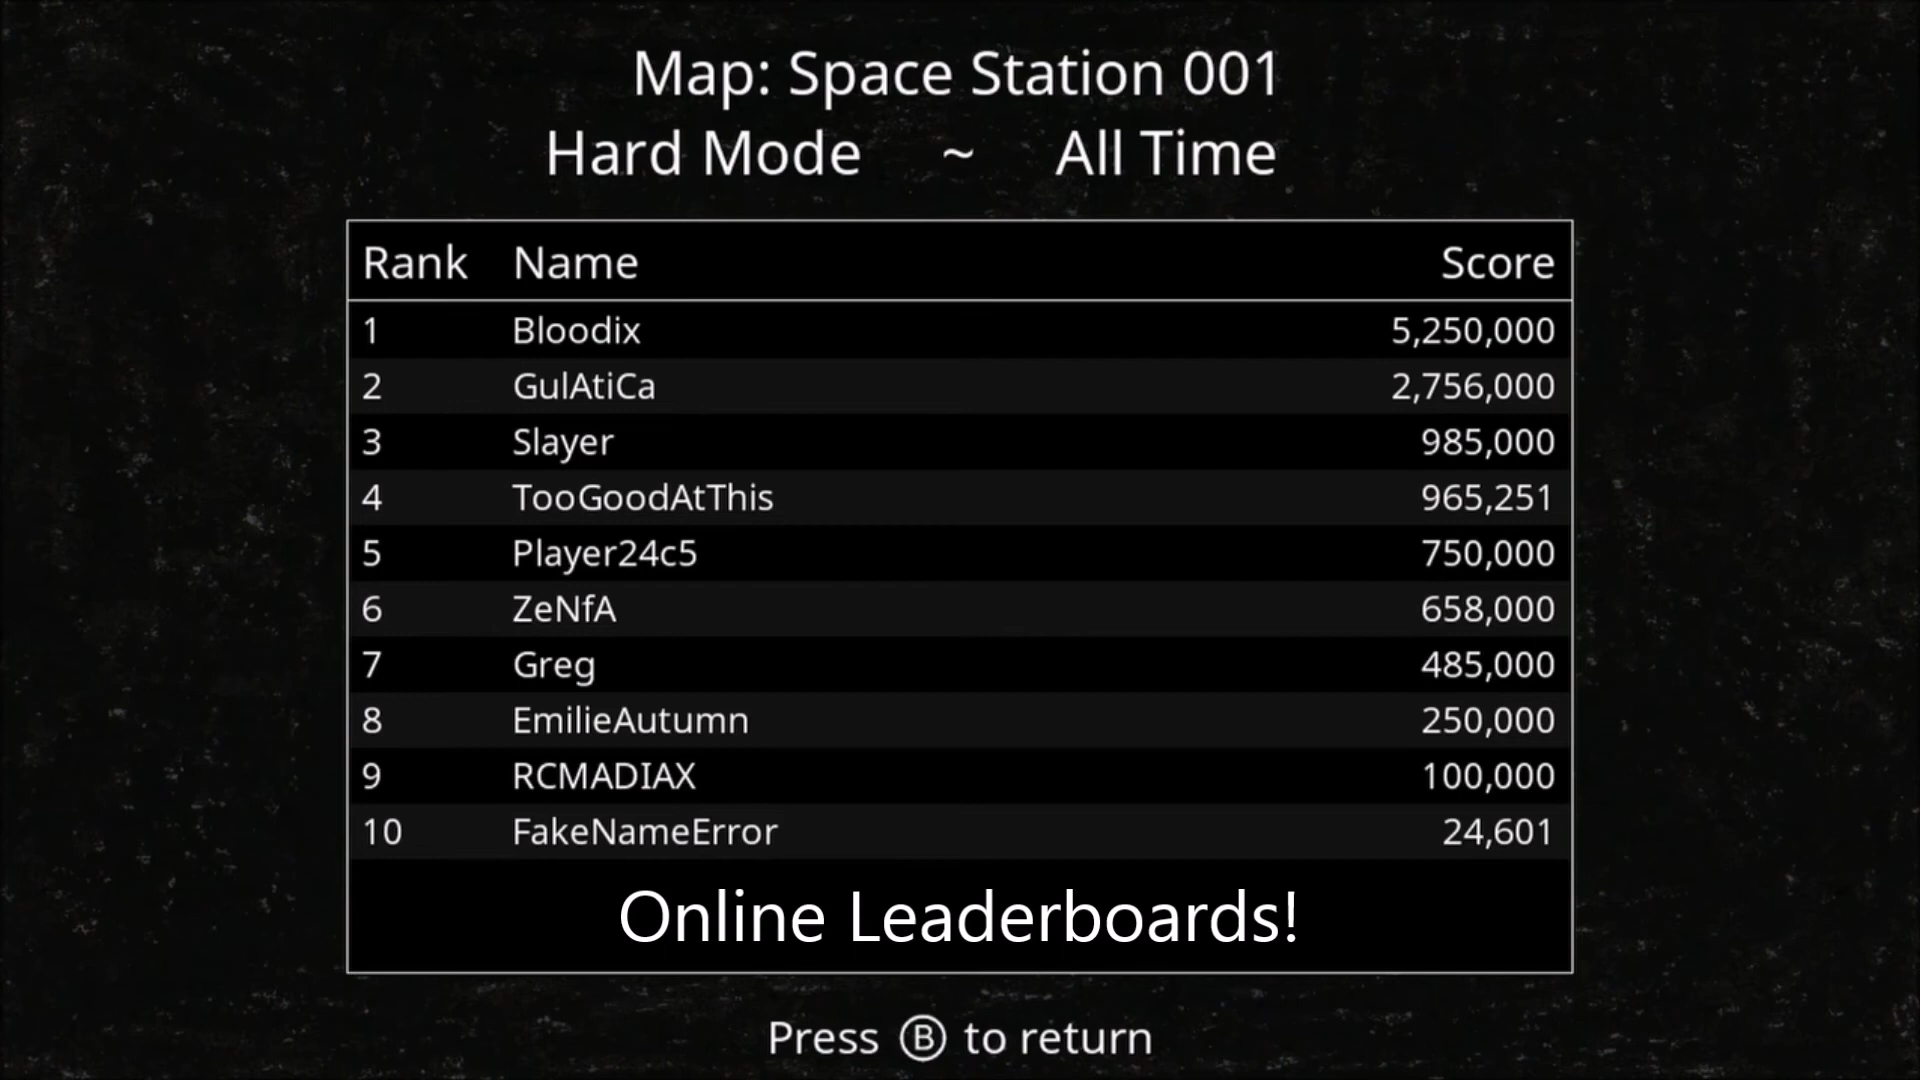 Map: Space Station 001
Hard Mode ~ All Time
Rank Name Score
1 Bloodix 5,250,000
2 GulAtiCa 2,756,000
3 Slayer 985,000
4 TooGoodAtThis 965,251
5 Player24c5 750,000
6 ZeNfA 658,000
7 Greg 485,000
8 EmilieAutumn 250,000
9 RCMADIAX 100,000
10 FakeNameError 24,601
Online Leaderboards!
Press B to return